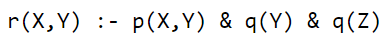 r(X,Y) :- p(X,Y) & q(Y) & q(Z)